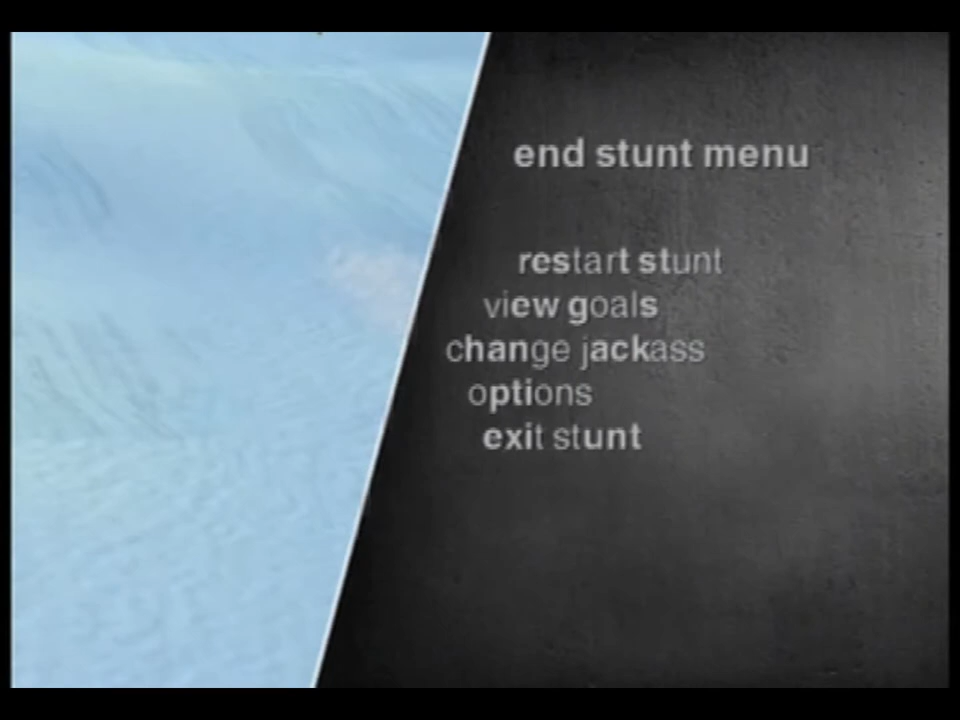 end stunt menu
restart stunt
view goals
change jackass
options
exit stunt